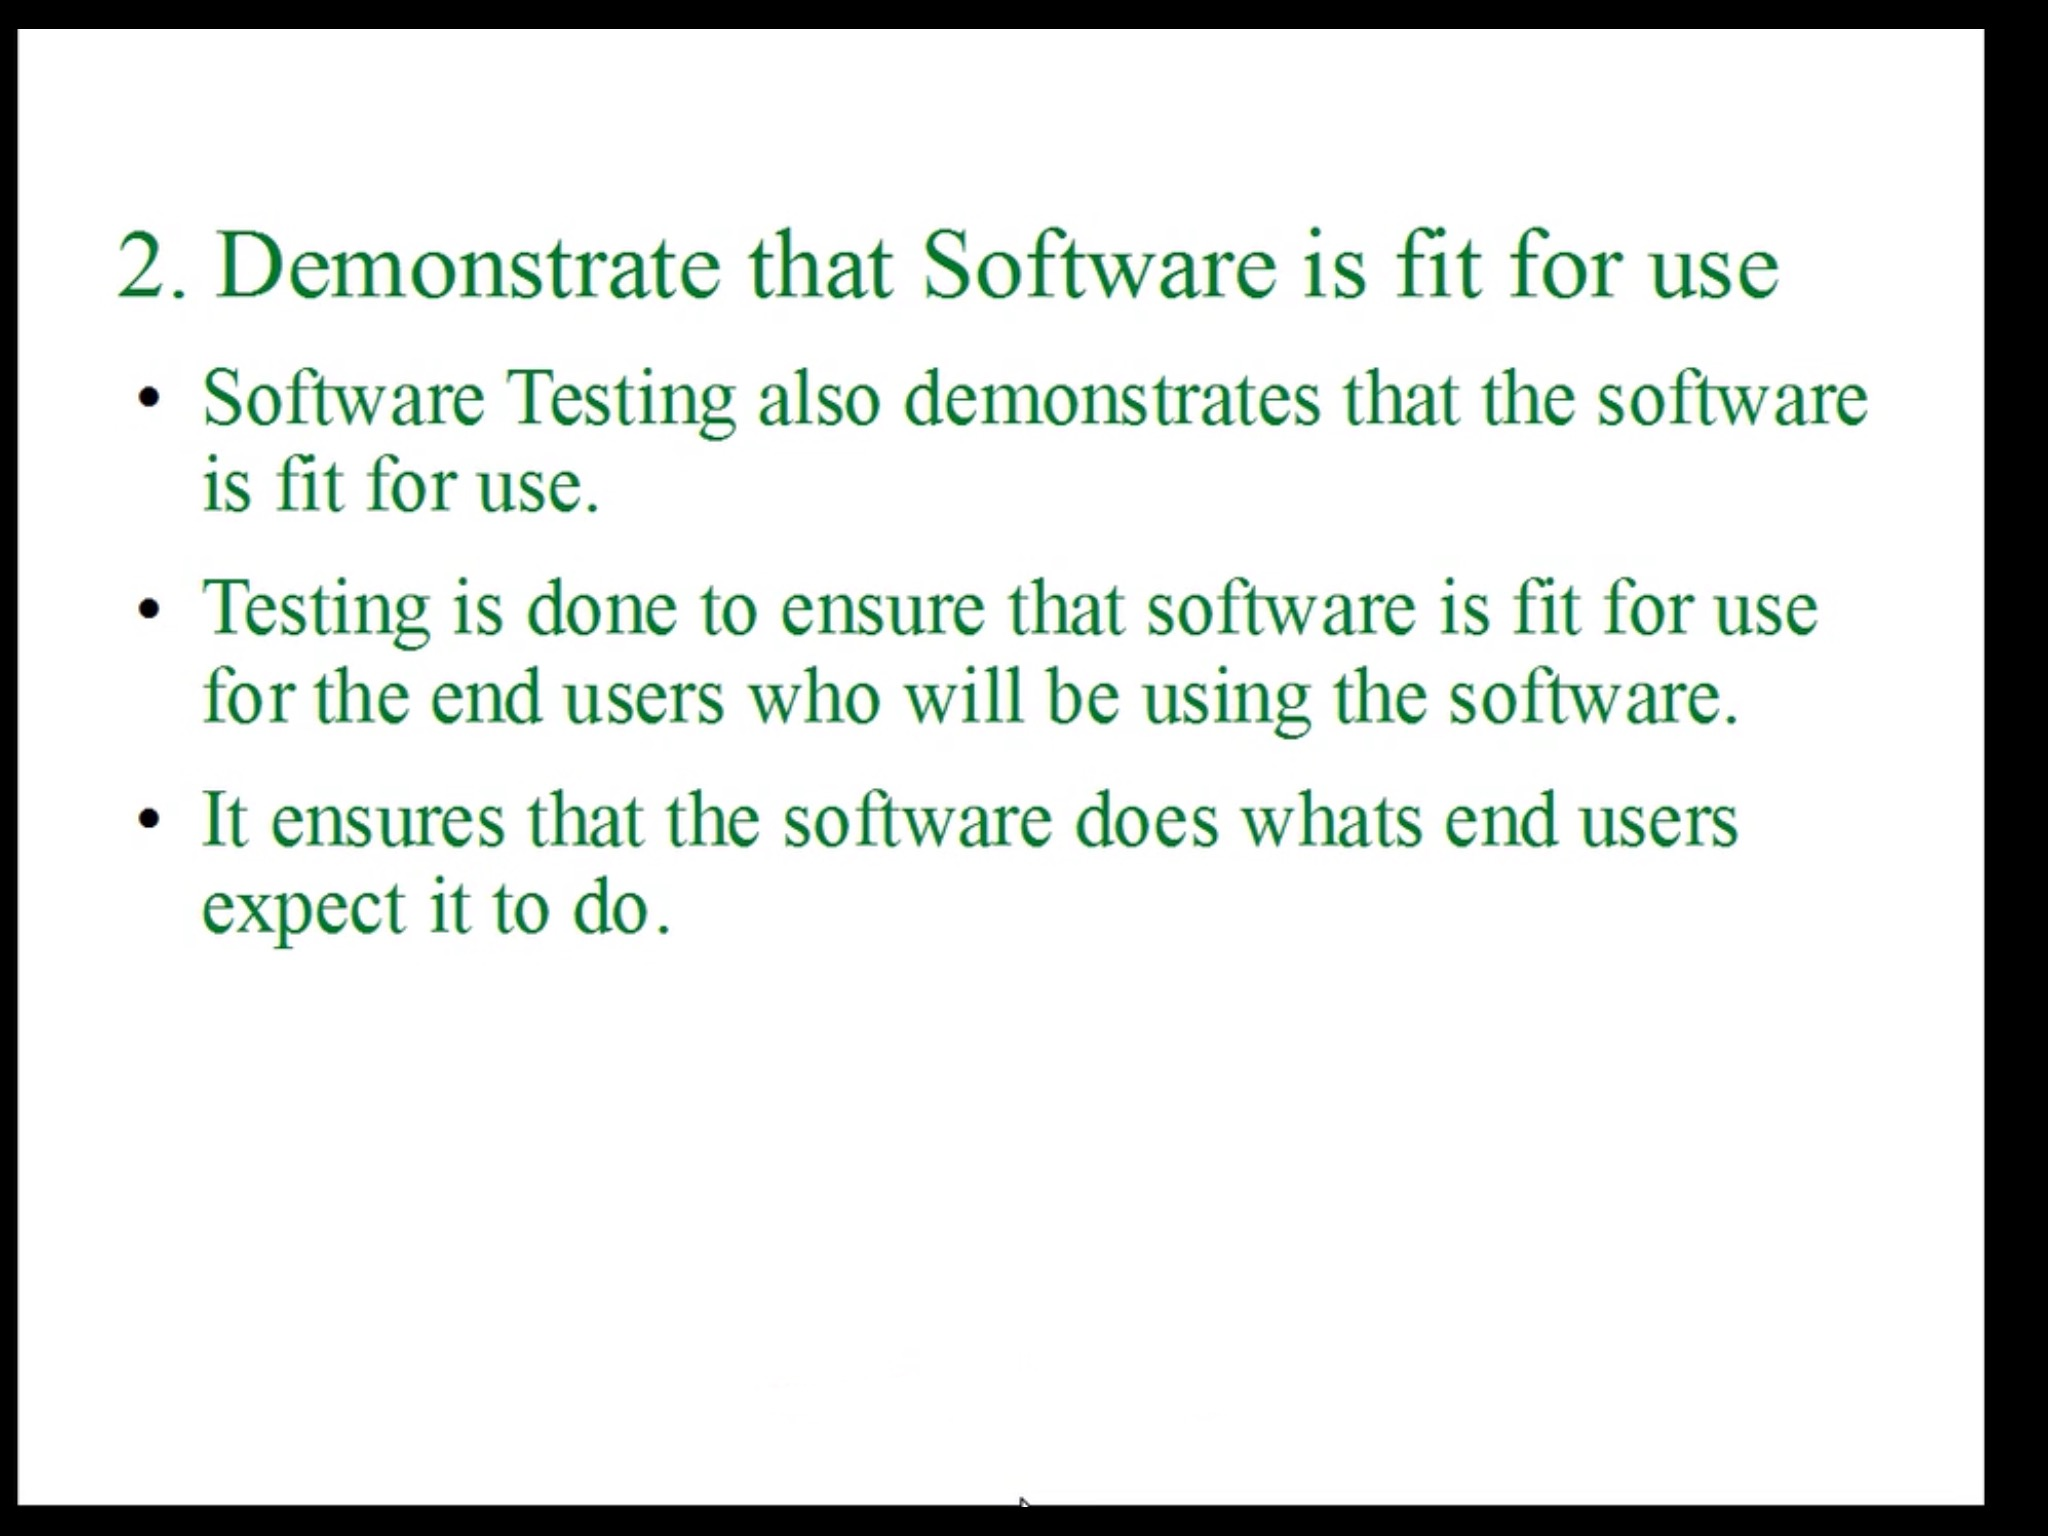 2. Demonstrate that Software is fit for use
• Software Testing also demonstrates that the software
is fit for use.
• Testing is done to ensure that software is fit for use
for the end users who will be using the software.
• It ensures that the software does whats end users
expect it to do.